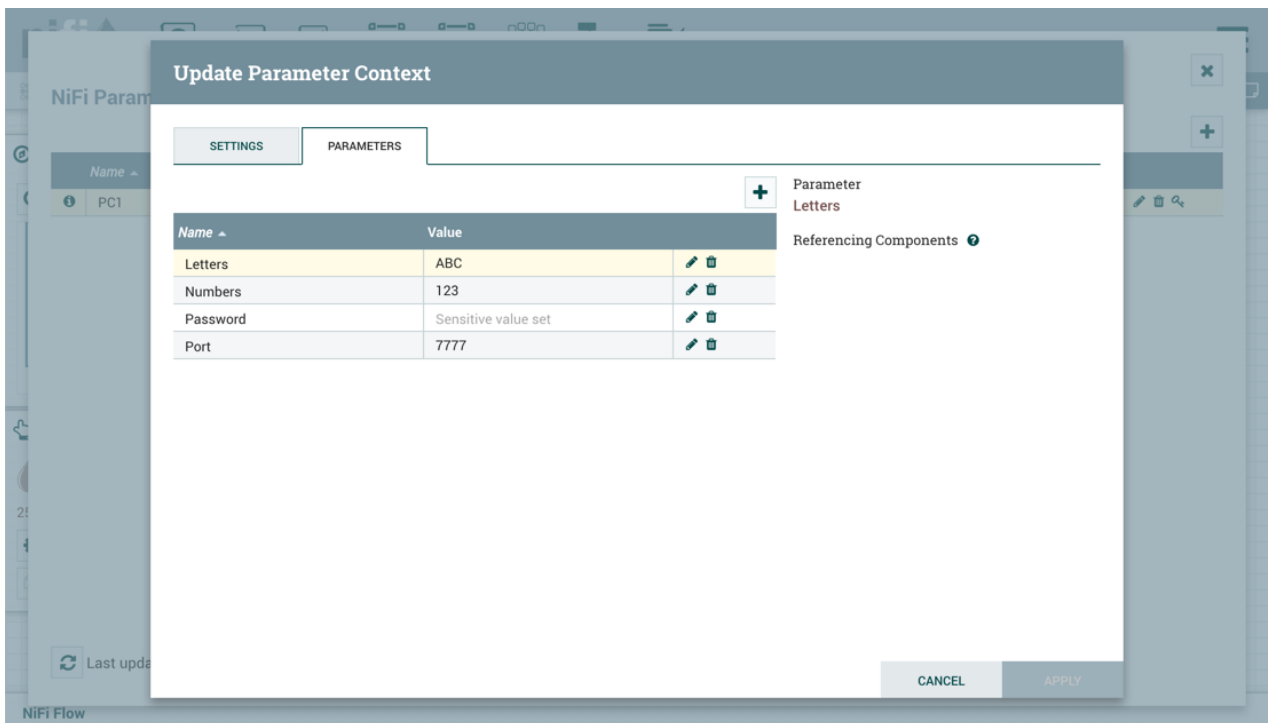 Update Parameter Context
NiFi Param
SETTINGS
PARAMETERS
Parameter
Letters
Referencing Components
Name
PC1
Name Value
Letters ABC
Numbers 123
Password Sensitive value set
Port 7777
Last upda
CANCEL
APPLY
NiFi Flow